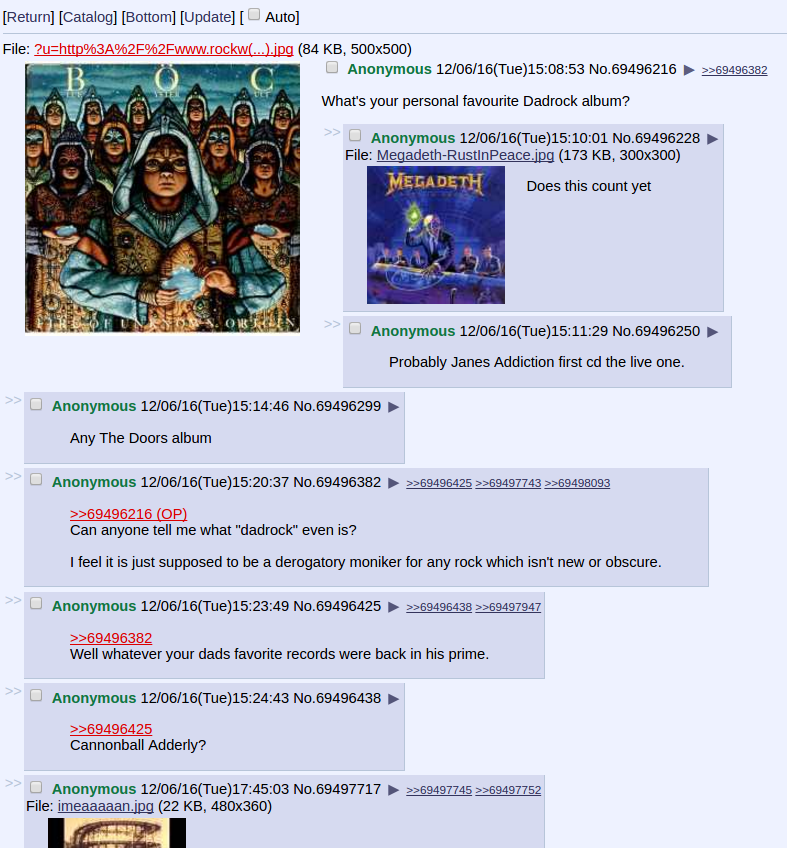 [Return] [Catalog] [Bottom] [Update] [ Auto]
File: ?u=http%3A%2F%2Fwww.rockw(...).jpg (84 KB, 500x500)
BÖC
BLUE ÖYSTER CULT
FIRE OF UNKNOWN ORIGIN
Anonymous 12/06/16(Tue)15:08:53 No.69496216 ▶ >>69496382
What's your personal favourite Dadrock album?
>> Anonymous 12/06/16(Tue)15:10:01 No.69496228 ▶
File: Megadeth-RustInPeace.jpg (173 KB, 300x300)
MEGADETH
Does this count yet
>> Anonymous 12/06/16(Tue)15:11:29 No.69496250 ▶
Probably Janes Addiction first cd the live one.
>> Anonymous 12/06/16(Tue)15:14:46 No.69496299 ▶
Any The Doors album
>> Anonymous 12/06/16(Tue)15:20:37 No.69496382 ▶ >>69496425 >>69497743 >>69498093
>>69496216 (OP)
Can anyone tell me what "dadrock" even is?
I feel it is just supposed to be a derogatory moniker for any rock which isn't new or obscure.
>> Anonymous 12/06/16(Tue)15:23:49 No.69496425 ▶ >>69496438 >>69497947
>>69496382
Well whatever your dads favorite records were back in his prime.
>> Anonymous 12/06/16(Tue)15:24:43 No.69496438 ▶
>>69496425
Cannonball Adderly?
>> Anonymous 12/06/16(Tue)17:45:03 No.69497717 ▶ >>69497745 >>69497752
File: imeaaaaan.jpg (22 KB, 480x360)